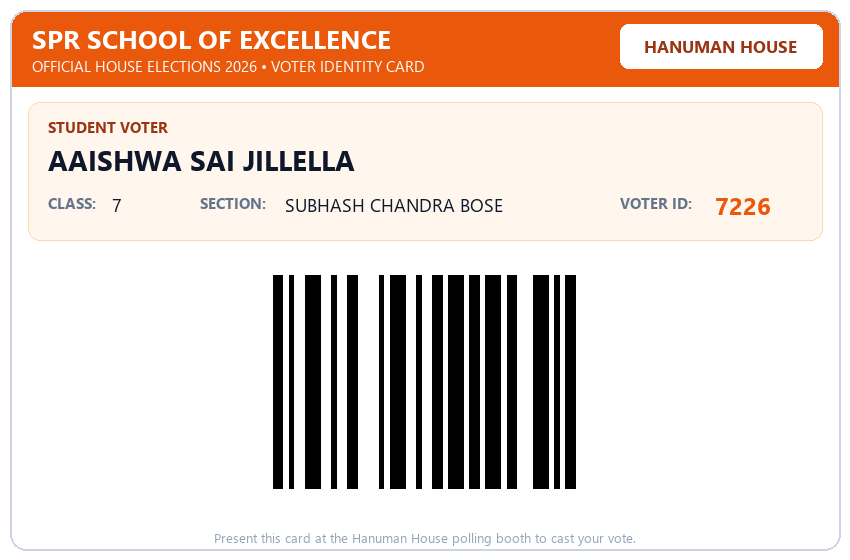 SPR SCHOOL OF EXCELLENCE
OFFICIAL HOUSE ELECTIONS 2026 • VOTER IDENTITY CARD
HANUMAN HOUSE
STUDENT VOTER
AAISHWA SAI JILLELLA
CLASS: 7 SECTION: SUBHASH CHANDRA BOSE VOTER ID: 7226
Present this card at the Hanuman House polling booth to cast your vote.